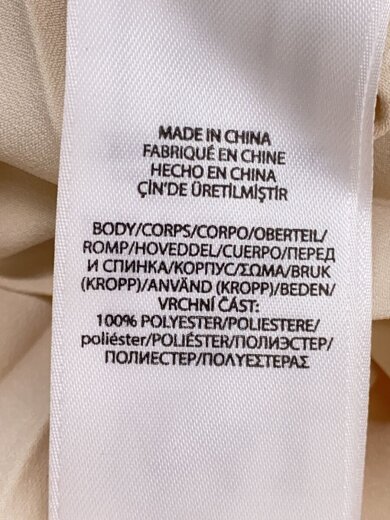 MADE IN CHINA
FABRIQUÉ EN CHINE
HECHO EN CHINA
ÇİN'DE ÜRETİLMİŞTİR
BODY/CORPS/CORPO/OBERTEIL/
ROMP/HOVEDDEL/CUERPO/ПЕРЕД
И СПИНКА/КОРПУС/ΣΩΜΑ/BRUK
(KROPP)/ANVÄND (KROPP)/BEDEN/
VRCHNÍ ČÁST:
100% POLYESTER/POLIESTERE/
poliéster/POLIÉSTER/ПОЛИЭСТЕР/
ПОЛИЕСТЕР/ΠΟΛΥΕΣΤΕΡΑΣ